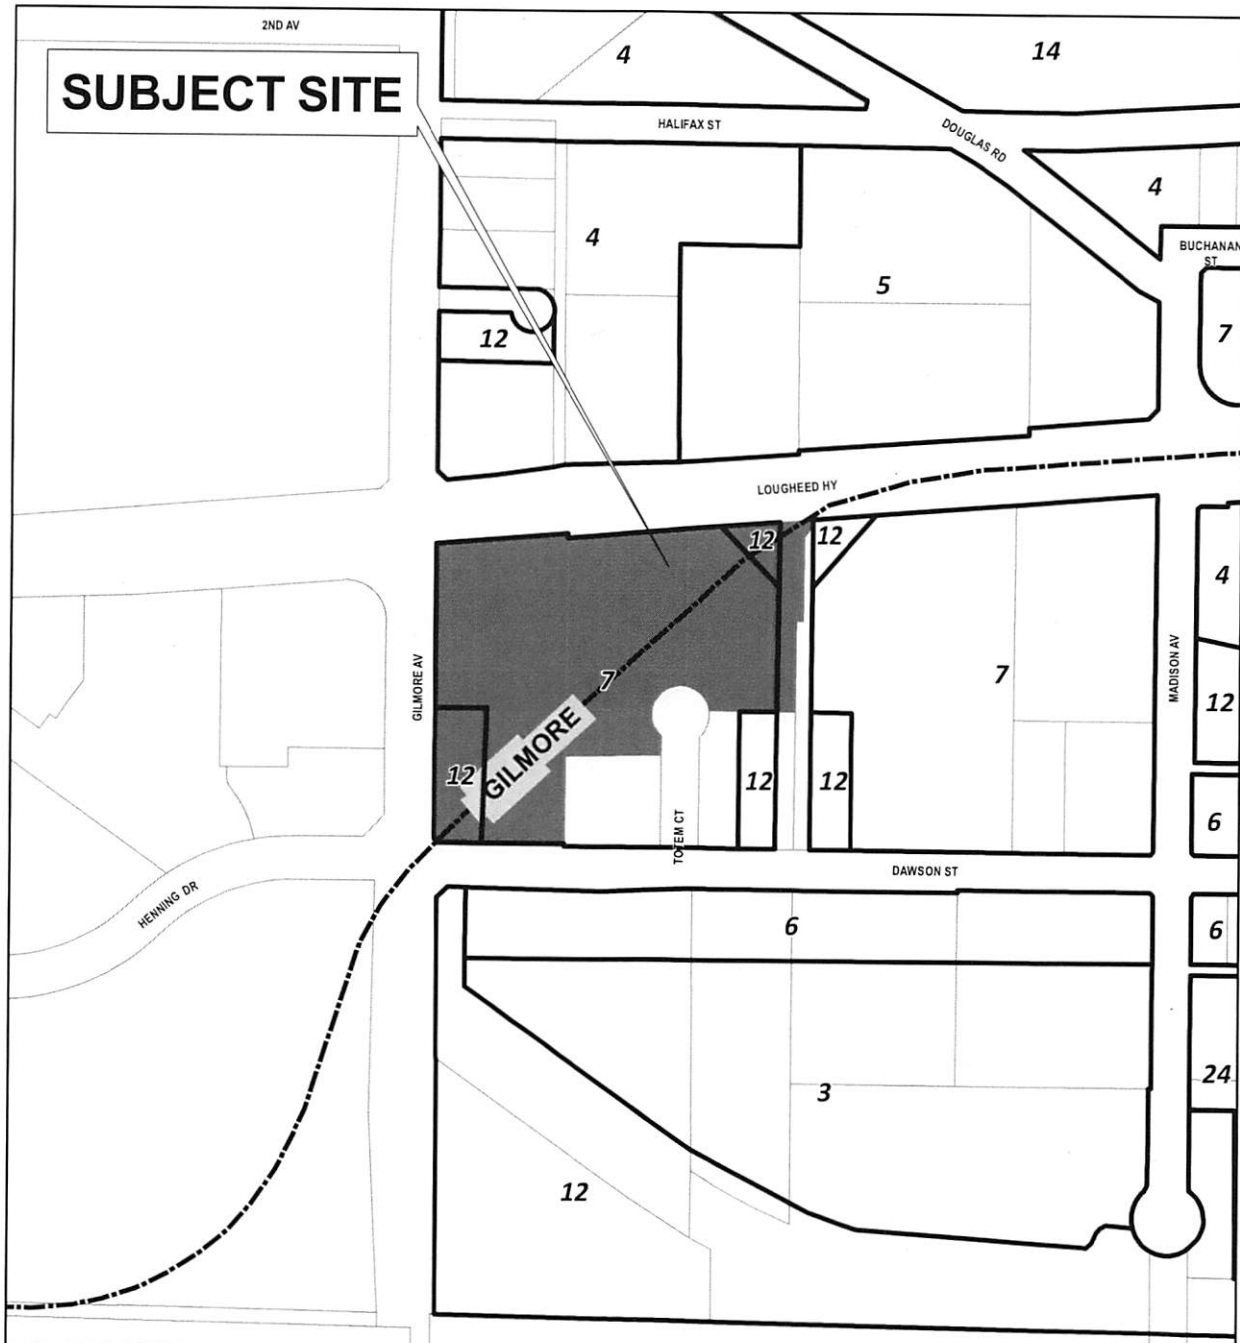 2ND AV
4
14
SUBJECT SITE
HALIFAX ST
DOUGLAS RD
4
4
BUCHANAN
ST
5
12
7
LOUGHEED HY
12
12
4
GILMORE AV
7
7
MADISON AV
12
GILMORE
12
12
12
6
TOTEM CT
DAWSON ST
HENNING DR
6
6
24
3
12